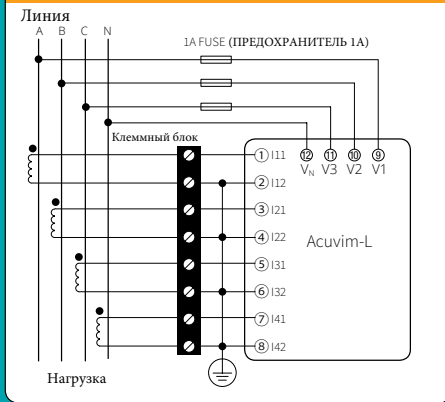 Линия
A B C N
1A FUSE (ПРЕДОХРАНИТЕЛЬ 1А)
Клеммный блок
12 11 10 9
VN V3 V2 V1
1 I11
2 I12
3 I21
4 I22
Acuvim-L
5 I31
6 I32
7 I41
8 I42
Нагрузка